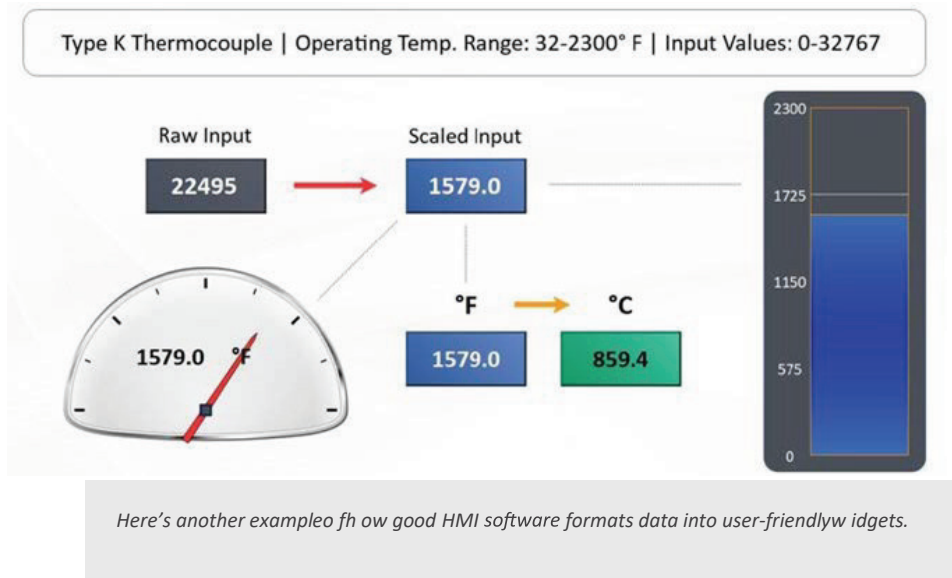 Type K Thermocouple | Operating Temp. Range: 32-2300° F | Input Values: 0-32767
Raw Input
Scaled Input
22495
1579.0
2300
1725
1150
575
0
1579.0 °F
°F
°C
1579.0
859.4
Here’s another exampleo fh ow good HMI software formats data into user-friendlyw idgets.